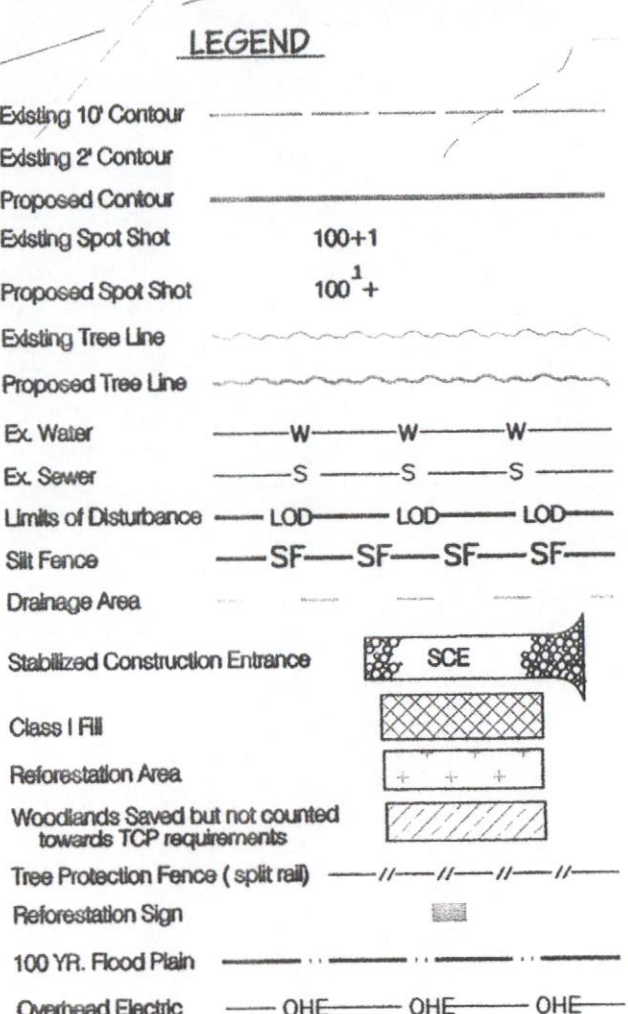 LEGEND
Existing 10' Contour
Existing 2' Contour
Proposed Contour
Existing Spot Shot 100+1
Proposed Spot Shot 100.1+
Existing Tree Line
Proposed Tree Line
Ex. Water W W W
Ex. Sewer S S S
Limits of Disturbance LOD LOD LOD
Silt Fence SF SF SF SF
Drainage Area
Stabilized Construction Entrance SCE
Class I Fill
Reforestation Area
Woodlands Saved but not counted
towards TCP requirements
Tree Protection Fence ( split rail) // // // //
Reforestation Sign
100 YR. Flood Plain
Overhead Electric OHE OHE OHE